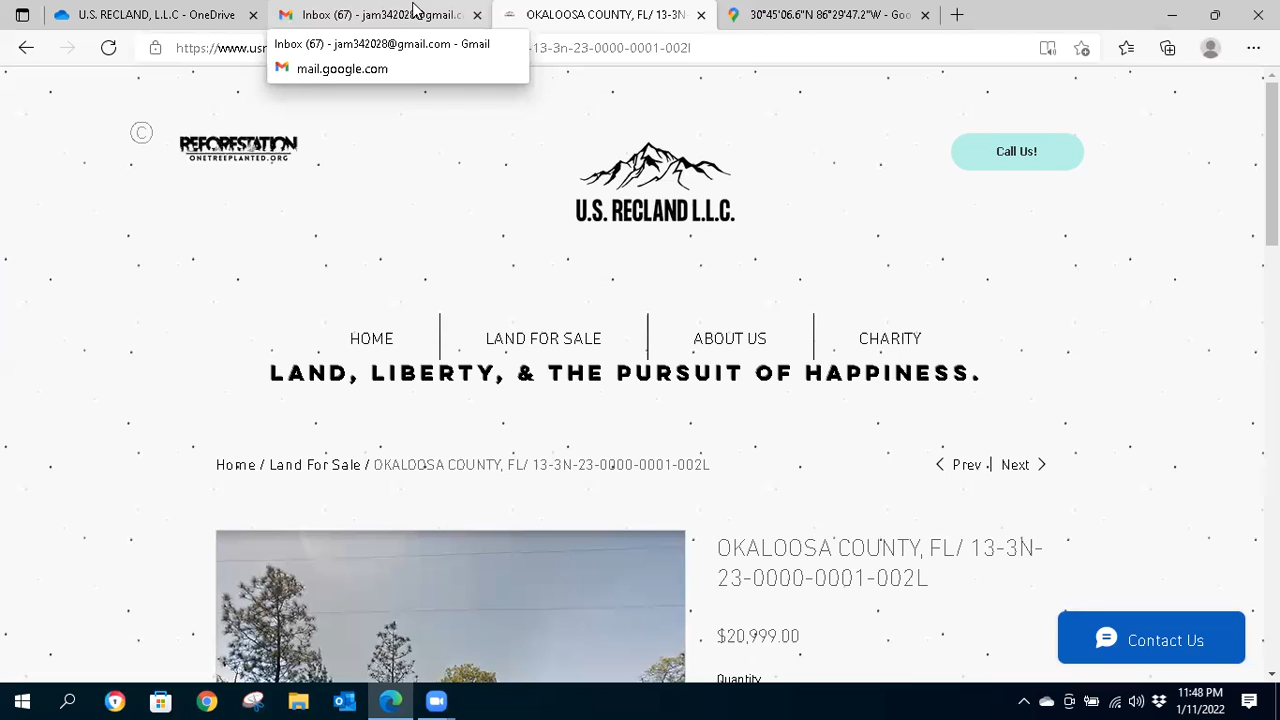 U.S. RECLAND, L.L.C - OneDrive
Inbox (67) - jam342028@gmail.c
OKALOOSA COUNTY, FL/ 13-3N-
30°45'06.6"N 86°29'47.2"W - Goo
Inbox (67) - jam342028@gmail.com - Gmail
mail.google.com
https://www.usr
13-3n-23-0000-0001-002l
©
REFORESTATION
ONETREEPLANTED.ORG
Call Us!
U.S. RECLAND L.L.C.
HOME
LAND FOR SALE
ABOUT US
CHARITY
LAND, LIBERTY, & THE PURSUIT OF HAPPINESS.
Home / Land For Sale / OKALOOSA COUNTY, FL/ 13-3N-23-0000-0001-002L
Prev | Next
OKALOOSA COUNTY, FL/ 13-3N-
23-0000-0001-002L
$20,999.00
Quantity
Contact Us
11:48 PM
1/11/2022